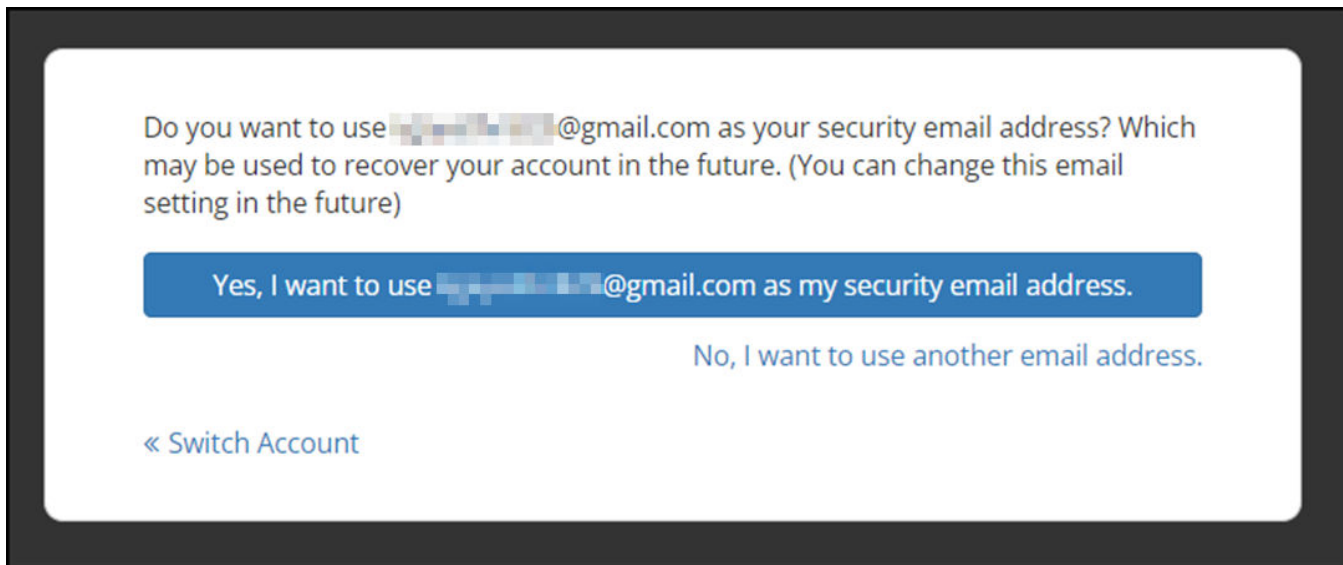 Do you want to use @gmail.com as your security email address? Which
may be used to recover your account in the future. (You can change this email
setting in the future)
Yes, I want to use @gmail.com as my security email address.
No, I want to use another email address.
« Switch Account